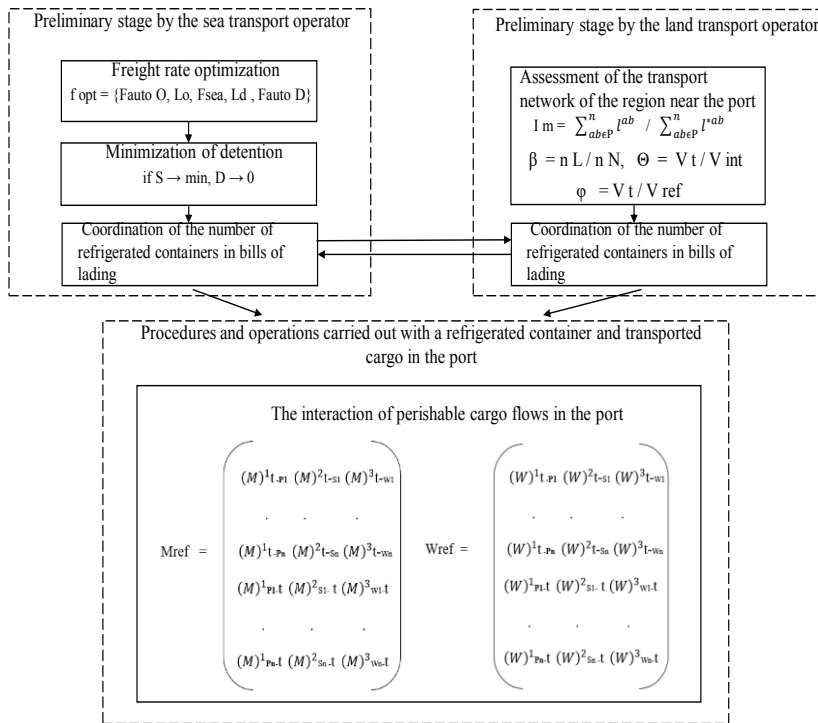 Preliminary stage by the sea transport operator
Freight rate optimization
f opt = {Fauto O, Lo, Fsea, Ld , Fauto D}
Minimization of detention
if S → min, D → 0
Coordination of the number of
refrigerated containers in bills of
lading
Preliminary stage by the land transport operator
Assessment of the transport
network of the region near the port
I m = ∑ⁿ_{abϵP} l^{ab} / ∑ⁿ_{abϵP} l^{*ab}
β = n L / n N, Θ = V t / V int
φ = V t / V ref
Coordination of the number of
refrigerated containers in bills of
lading
Procedures and operations carried out with a refrigerated container and transported
cargo in the port
The interaction of perishable cargo flows in the port
Mref =
(M)¹t-P1 (M)²t-S1 (M)³t-W1
. . .
(M)¹t-Pn (M)²t-Sn (M)³t-Wn
(M)¹P1-t (M)²S1-t (M)³W1-t
. . .
(M)¹Pn-t (M)²Sn-t (M)³Wn-t
Wref =
(W)¹t-P1 (W)²t-S1 (W)³t-W1
. . .
(W)¹t-Pn (W)²t-Sn (W)³t-Wn
(W)¹P1-t (W)²S1-t (W)³W1-t
. . .
(W)¹Pn-t (W)²Sn-t (W)³Wn-t